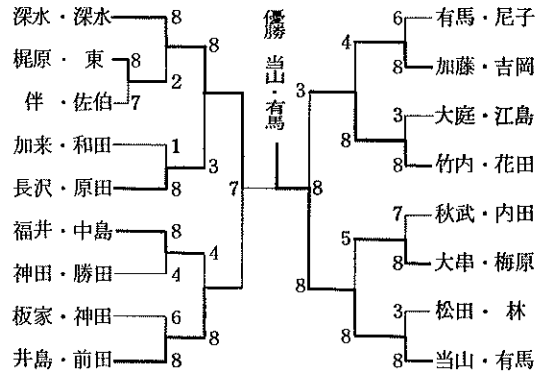 深水・深水
梶原・東
伴・佐伯
加来・和田
長沢・原田
福井・中島
神田・勝田
板家・神田
井島・前田
8
8
7
2
1
8
8
4
6
8
8
3
4
8
7
優勝 当山・有馬
8
3
8
4
8
5
8
6
8
3
8
7
8
3
8
有馬・尼子
加藤・吉岡
大庭・江島
竹内・花田
秋武・内田
大串・梅原
松田・林
当山・有馬